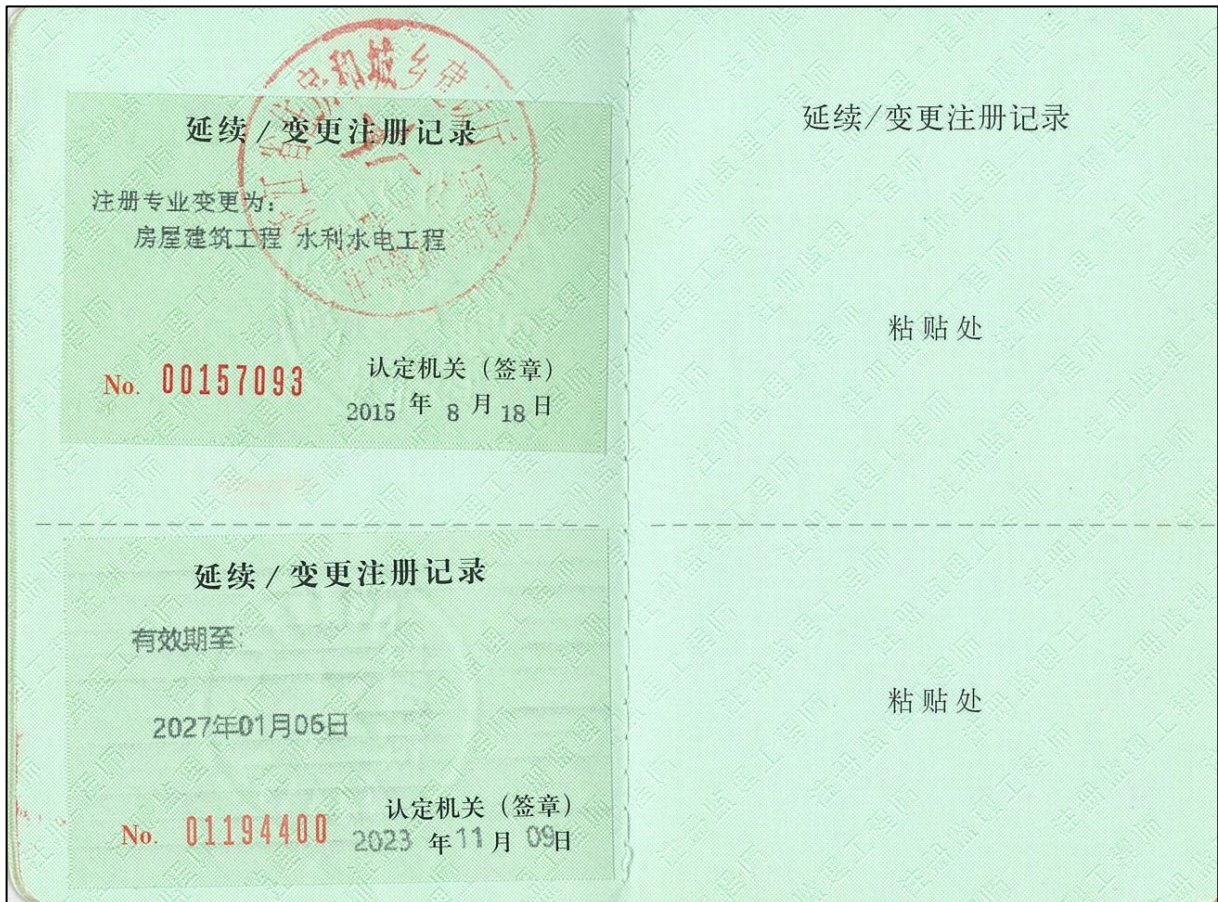 延续/变更注册记录
注册专业变更为:
房屋建筑工程 水利水电工程
No. 00157093
认定机关(签章)
2015 年 8 月 18 日
延续/变更注册记录
有效期至:
2027年01月06日
No. 01194400
认定机关(签章)
2023 年 11 月 09日
延续/变更注册记录
粘贴处
粘贴处